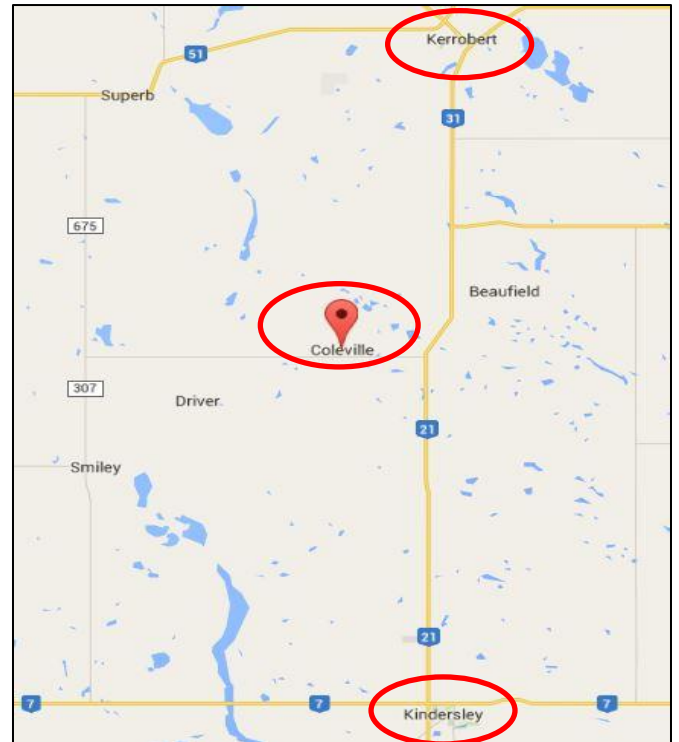 Kerrobert
51
Superb
31
675
Beaufield
Coleville
307
Driver
21
Smiley
21
7
7
7
Kindersley